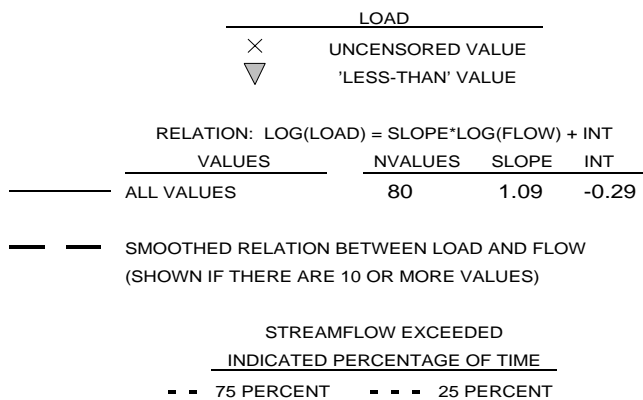 LOAD
UNCENSORED VALUE
'LESS-THAN' VALUE
RELATION: LOG(LOAD) = SLOPE*LOG(FLOW) + INT
VALUES NVALUES SLOPE INT
ALL VALUES 80 1.09 -0.29
SMOOTHED RELATION BETWEEN LOAD AND FLOW
(SHOWN IF THERE ARE 10 OR MORE VALUES)
STREAMFLOW EXCEEDED
INDICATED PERCENTAGE OF TIME
75 PERCENT 25 PERCENT